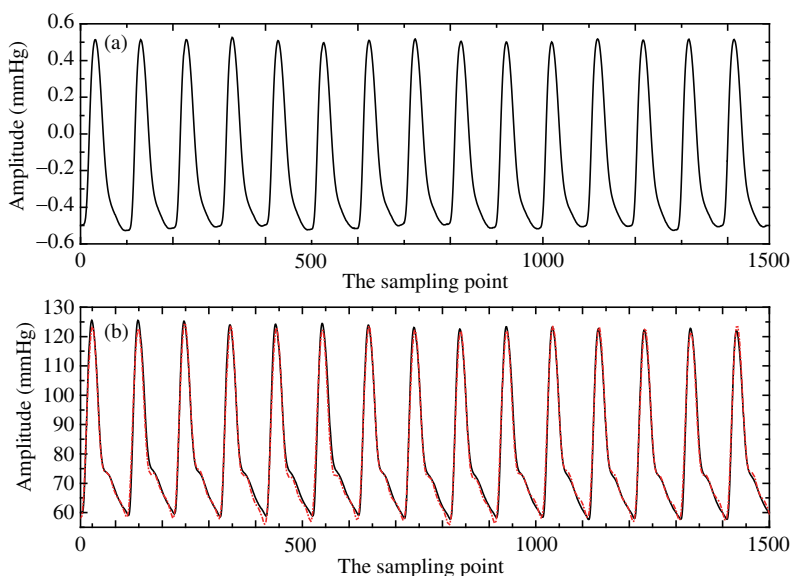 0.6
(a)
0.4
0.2
0.0
−0.2
−0.4
−0.6
Amplitude (mmHg)
0 500 1000 1500
The sampling point
130
(b)
120
110
100
90
80
70
60
Amplitude (mmHg)
0 500 1000 1500
The sampling point